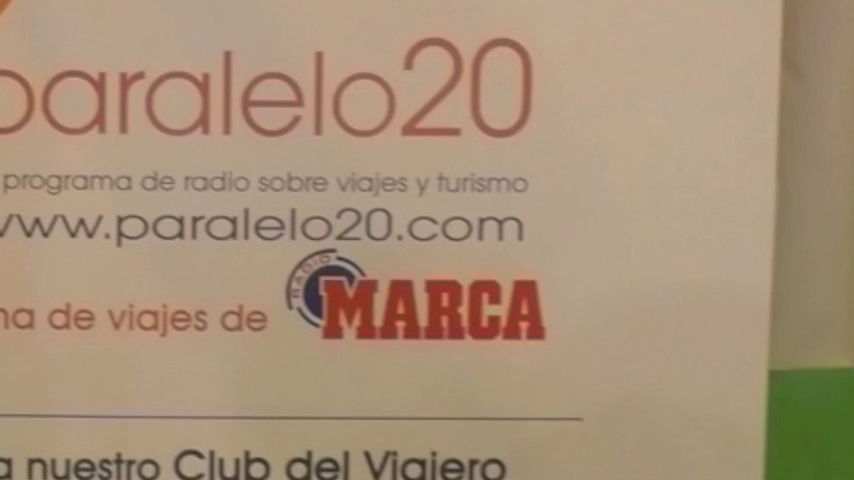 paralelo20
programa de radio sobre viajes y turismo
www.paralelo20.com
de viajes de RADIO MARCA
nuestro Club del Viajero